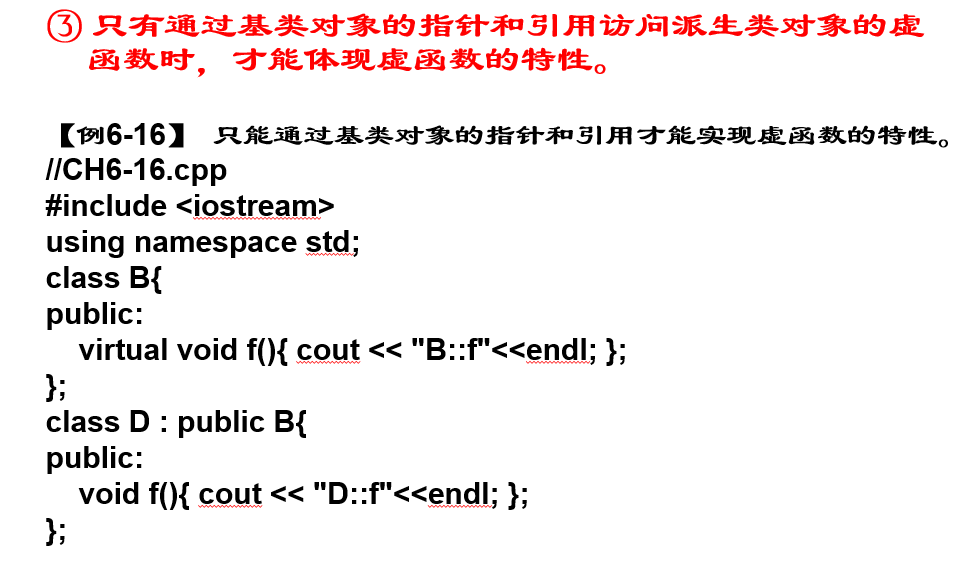 ③ 只有通过基类对象的指针和引用访问派生类对象的虚
函数时，才能体现虚函数的特性。
【例6-16】 只能通过基类对象的指针和引用才能实现虚函数的特性。
//CH6-16.cpp
#include <iostream>
using namespace std;
class B{
public:
    virtual void f(){ cout << "B::f"<<endl; };
};
class D : public B{
public:
    void f(){ cout << "D::f"<<endl; };
};